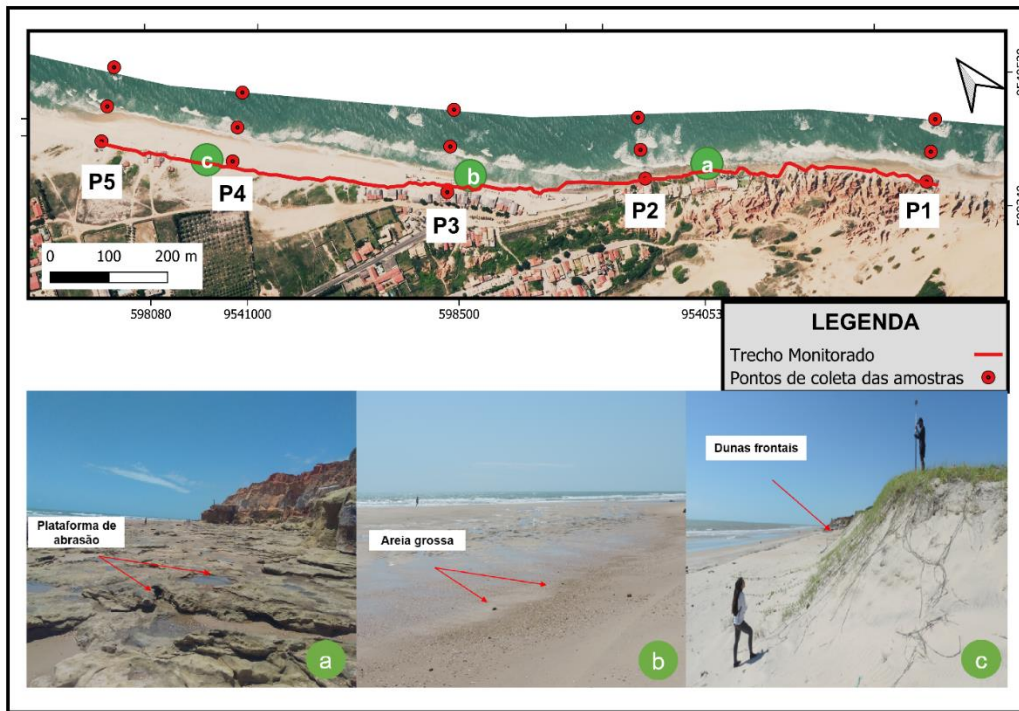 c
b
a
P5
P4
P3
P2
P1
0 100 200 m
598080
9541000
598500
954053
LEGENDA
Trecho Monitorado
Pontos de coleta das amostras
Plataforma de
abrasão
a
Areia grossa
b
Dunas frontais
c